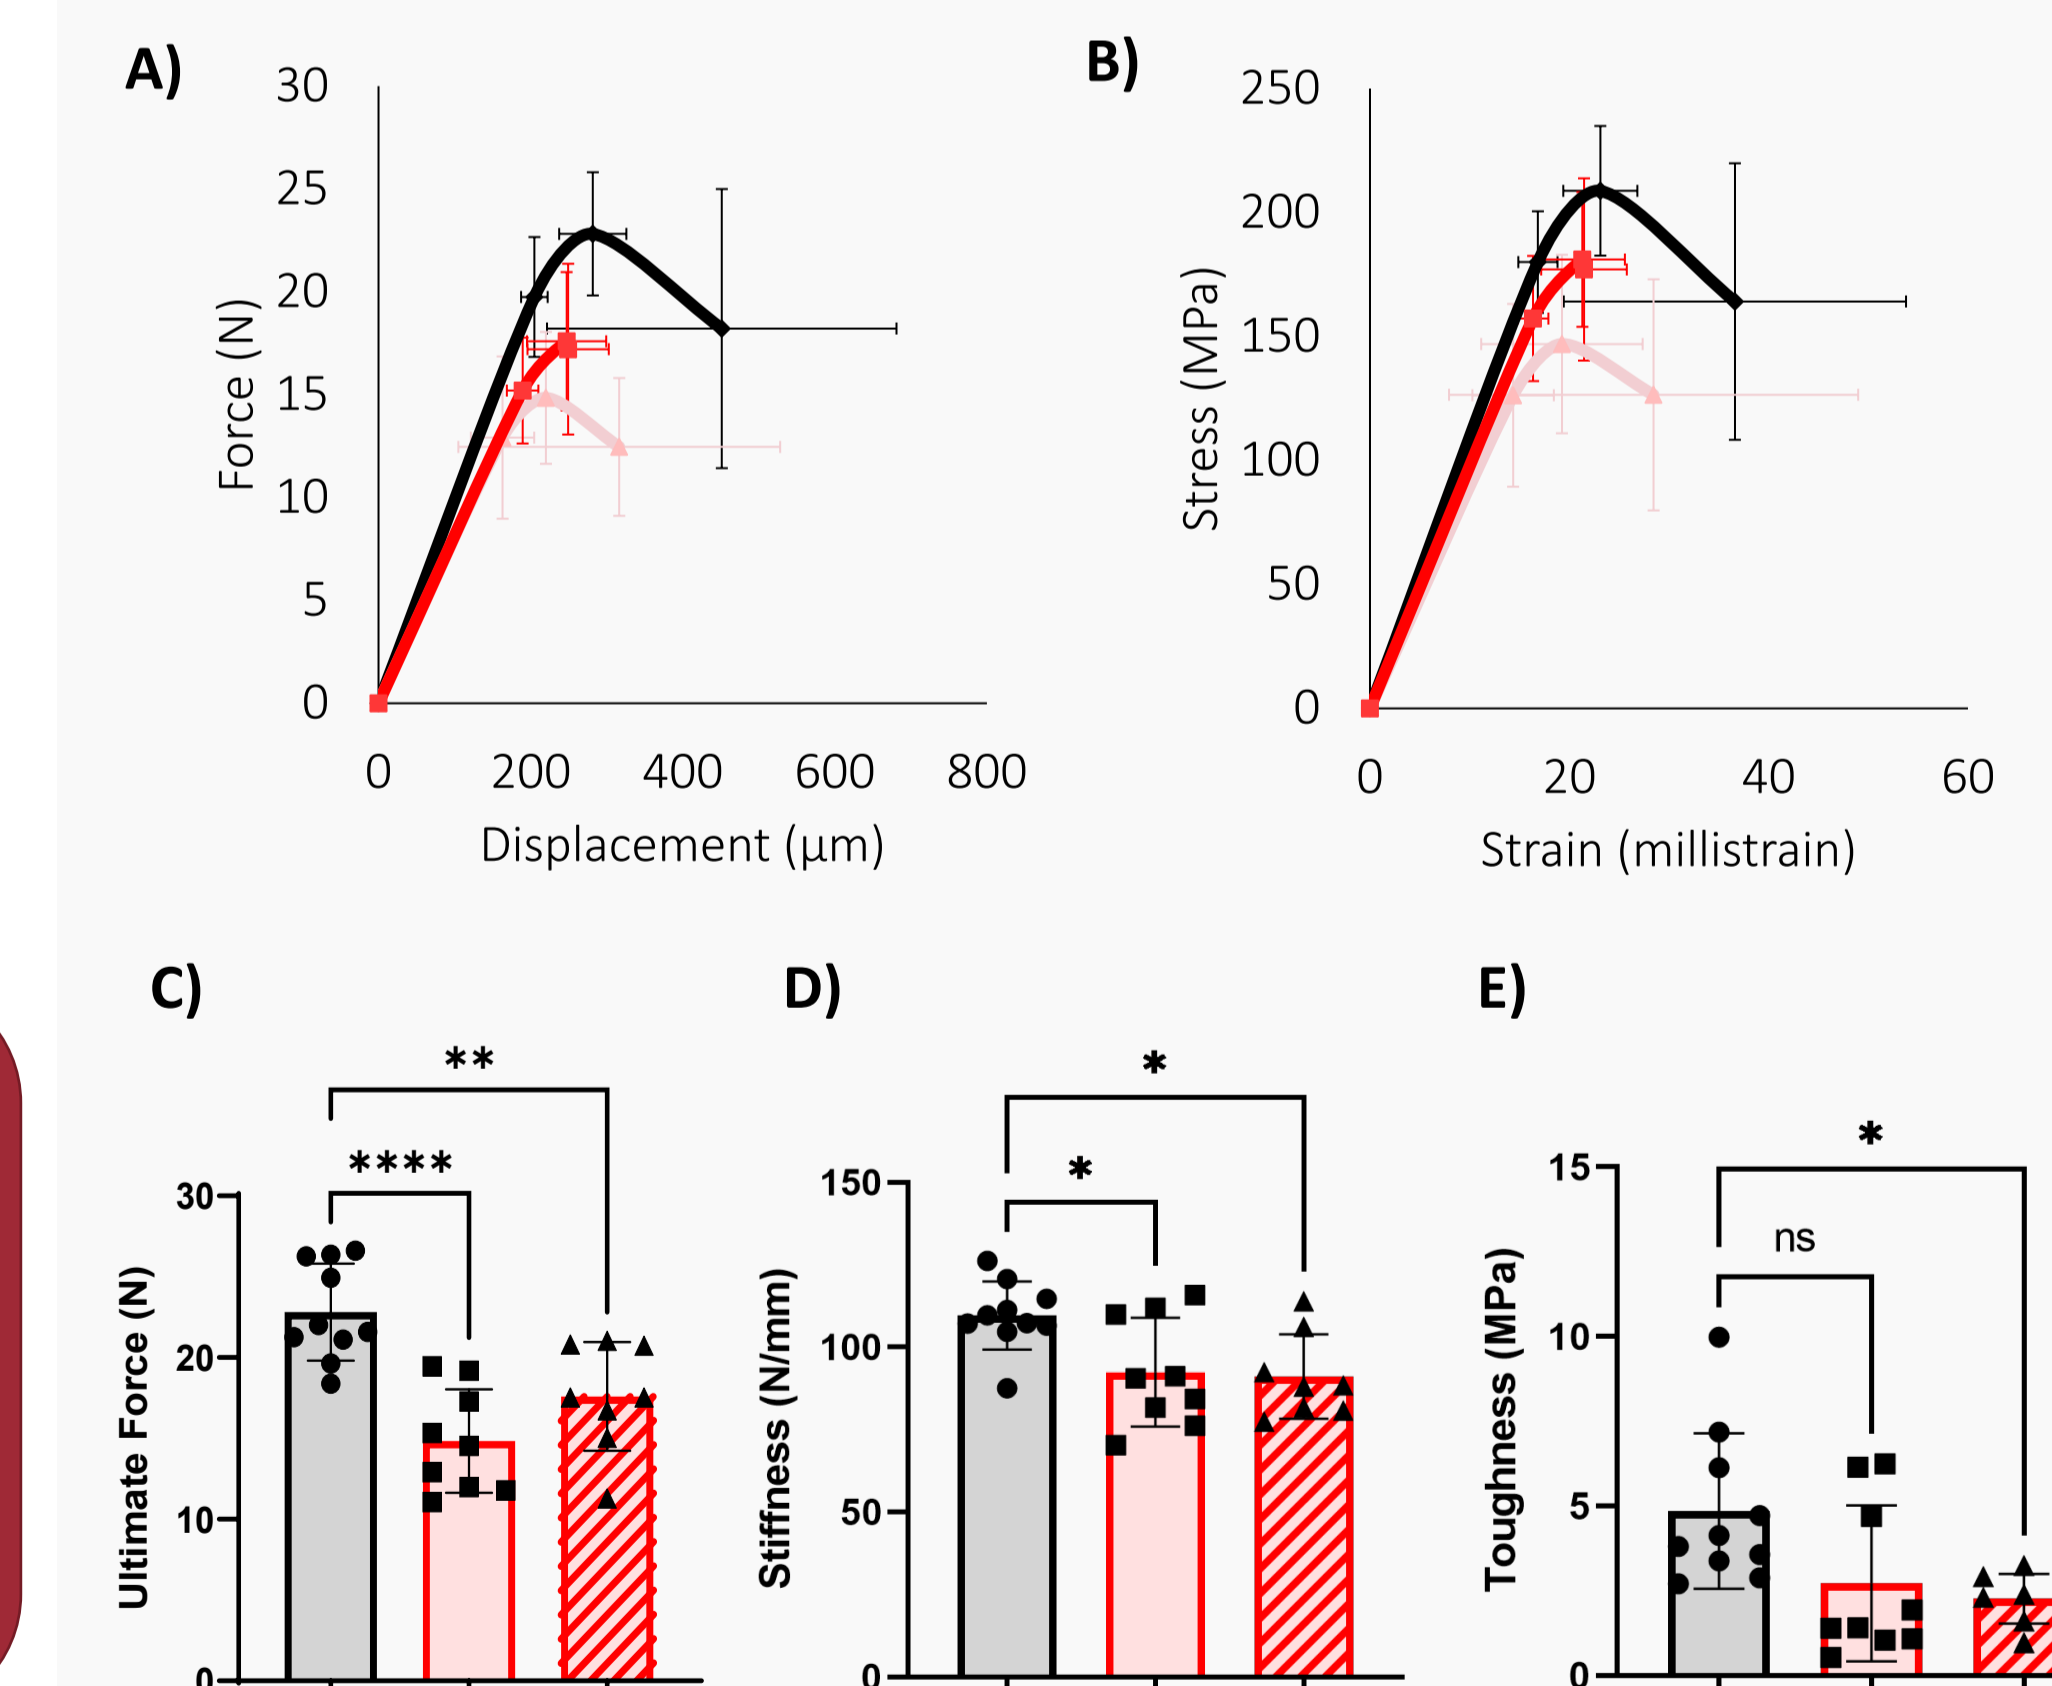 A)
30
25
20
15
10
5
0
Force (N)
0 200 400 600 800
Displacement (µm)
B)
250
200
150
100
50
0
Stress (MPa)
0 20 40 60
Strain (millistrain)
C)
**
****
30
20
10
0
Ultimate Force (N)
D)
*
*
150
100
50
0
Stiffness (N/mm)
E)
*
ns
15
10
5
0
Toughness (MPa)